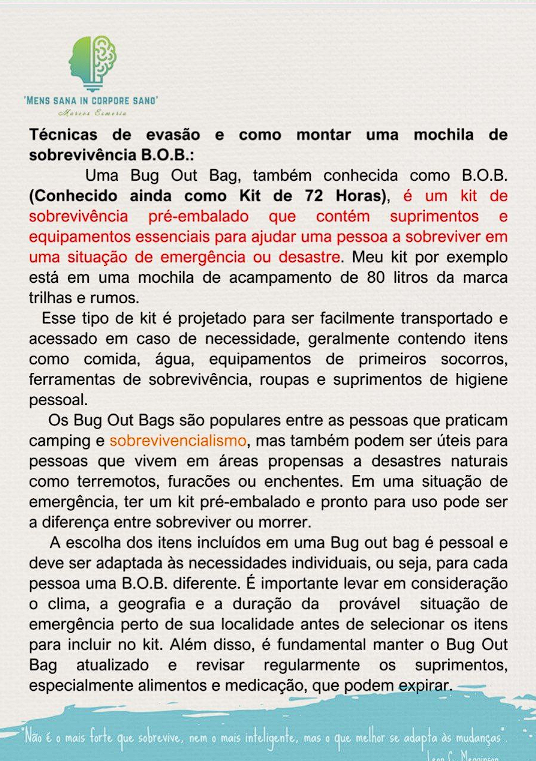 "MENS SANA IN CORPORE SANO"
Marcos Esmeria
Técnicas de evasão e como montar uma mochila de
sobrevivência B.O.B.:
Uma Bug Out Bag, também conhecida como B.O.B.
(Conhecido ainda como Kit de 72 Horas), é um kit de
sobrevivência pré-embalado que contém suprimentos e
equipamentos essenciais para ajudar uma pessoa a sobreviver em
uma situação de emergência ou desastre. Meu kit por exemplo
está em uma mochila de acampamento de 80 litros da marca
trilhas e rumos.
Esse tipo de kit é projetado para ser facilmente transportado e
acessado em caso de necessidade, geralmente contendo itens
como comida, água, equipamentos de primeiros socorros,
ferramentas de sobrevivência, roupas e suprimentos de higiene
pessoal.
Os Bug Out Bags são populares entre as pessoas que praticam
camping e sobrevivencialismo, mas também podem ser úteis para
pessoas que vivem em áreas propensas a desastres naturais
como terremotos, furacões ou enchentes. Em uma situação de
emergência, ter um kit pré-embalado e pronto para uso pode ser
a diferença entre sobreviver ou morrer.
A escolha dos itens incluídos em uma Bug out bag é pessoal e
deve ser adaptada às necessidades individuais, ou seja, para cada
pessoa uma B.O.B. diferente. É importante levar em consideração
o clima, a geografia e a duração da provável situação de
emergência perto de sua localidade antes de selecionar os itens
para incluir no kit. Além disso, é fundamental manter o Bug Out
Bag atualizado e revisar regularmente os suprimentos,
especialmente alimentos e medicação, que podem expirar.
"Não é o mais forte que sobrevive, nem o mais inteligente, mas o que melhor se adapta às mudanças".
Leon C. Megginson